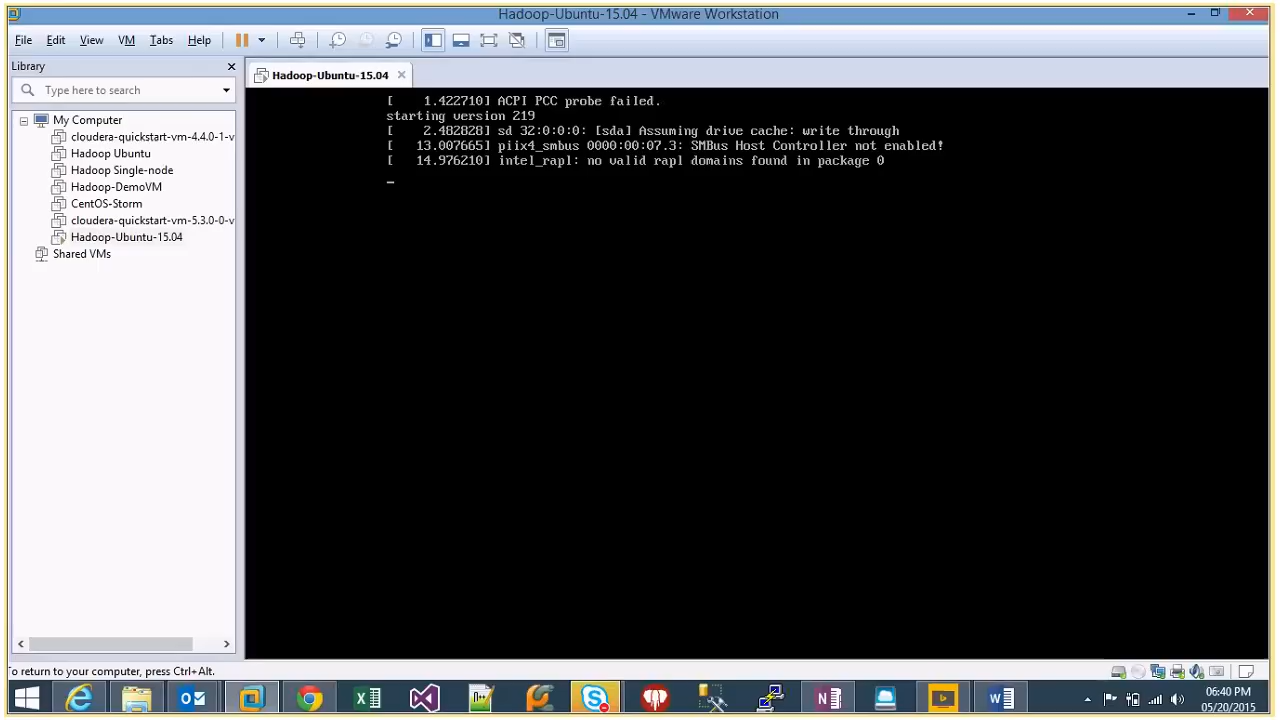 Hadoop-Ubuntu-15.04 - VMware Workstation
File Edit View VM Tabs Help
Library
Type here to search
My Computer
cloudera-quickstart-vm-4.4.0-1-v
Hadoop Ubuntu
Hadoop Single-node
Hadoop-DemoVM
CentOS-Storm
cloudera-quickstart-vm-5.3.0-0-v
Hadoop-Ubuntu-15.04
Shared VMs
Hadoop-Ubuntu-15.04
[    1.422710] ACPI PCC probe failed.
starting version 219
[    2.482828] sd 32:0:0:0: [sda] Assuming drive cache: write through
[   13.007665] piix4_smbus 0000:00:07.3: SMBus Host Controller not enabled!
[   14.976210] intel_rapl: no valid rapl domains found in package 0
_
To return to your computer, press Ctrl+Alt.
06:40 PM
05/20/2015